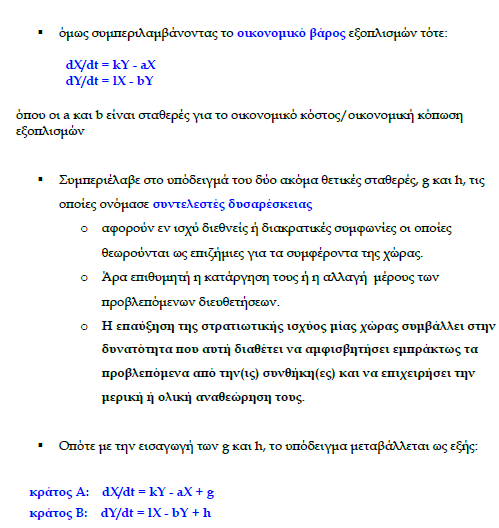 ▪ όμως συμπεριλαμβάνοντας το οικονομικό βάρος εξοπλισμών τότε:
dX/dt = kY - aX
dY/dt = lX - bY
όπου οι a και b είναι σταθερές για το οικονομικό κόστος/οικονομική κόπωση
εξοπλισμών
▪ Συμπεριέλαβε στο υπόδειγμά του δύο ακόμα θετικές σταθερές, g και h, τις
οποίες ονόμασε συντελεστές δυσαρέσκειας
o αφορούν εν ισχύ διεθνείς ή διακρατικές συμφωνίες οι οποίες
θεωρούνται ως επιζήμιες για τα συμφέροντα της χώρας.
o Άρα επιθυμητή η κατάργηση τους ή η αλλαγή μέρους των
προβλεπόμενων διευθετήσεων.
o Η επαύξηση της στρατιωτικής ισχύος μίας χώρας συμβάλλει στην
δυνατότητα που αυτή διαθέτει να αμφισβητήσει εμπράκτως τα
προβλεπόμενα από την(ις) συνθήκη(ες) και να επιχειρήσει την
μερική ή ολική αναθεώρηση τους.
▪ Οπότε με την εισαγωγή των g και h, το υπόδειγμα μεταβάλλεται ως εξής:
κράτος Α: dX/dt = kY - aX + g
κράτος Β: dY/dt = lX - bY + h